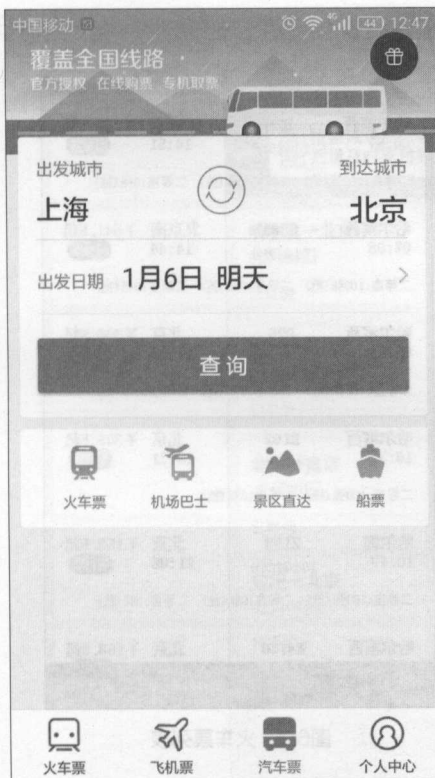 中国移动 4G 44 12:47
覆盖全国线路
官方授权 在线购票 专机取票
出发城市 到达城市
上海 北京
出发日期 1月6日 明天
查询
火车票 机场巴士 景区直达 船票
火车票 飞机票 汽车票 个人中心